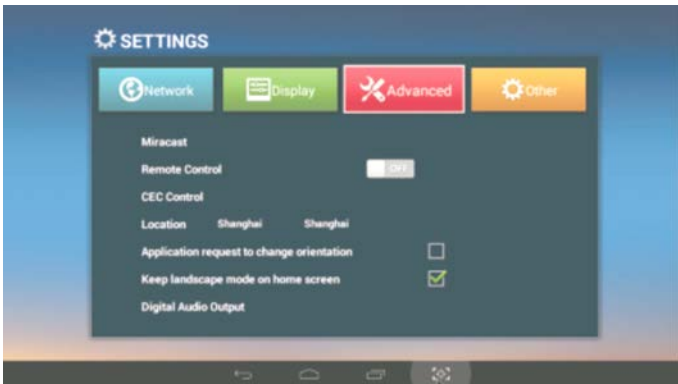 SETTINGS
Network Display Advanced Other
Miracast
Remote Control OFF
CEC Control
Location Shanghai Shanghai
Application request to change orientation
Keep landscape mode on home screen
Digital Audio Output